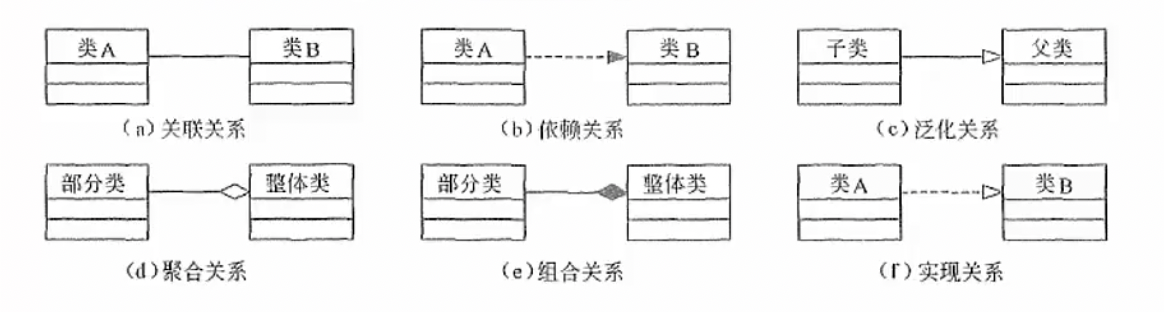 类A 类B 类A 类B 子类 父类
(a)关联关系 (b)依赖关系 (c)泛化关系
部分类 整体类 部分类 整体类 类A 类B
(d)聚合关系 (e)组合关系 (f)实现关系